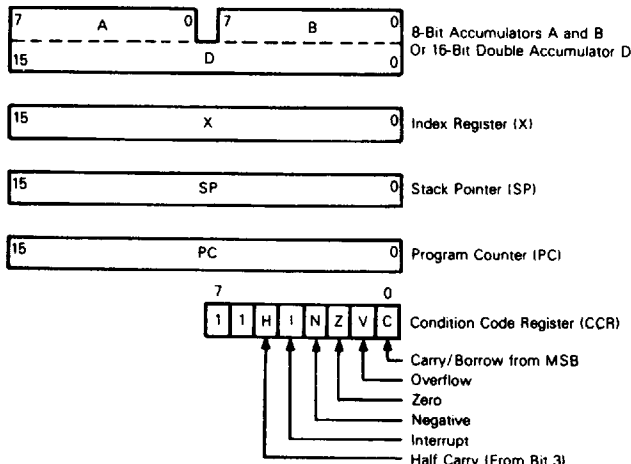 7 A 0 7 B 0 8-Bit Accumulators A and B
Or 16-Bit Double Accumulator D
15 D 0
15 X 0 Index Register (X)
15 SP 0 Stack Pointer (SP)
15 PC 0 Program Counter (PC)
7 0
1 1 H I N Z V C Condition Code Register (CCR)
Carry/Borrow from MSB
Overflow
Zero
Negative
Interrupt
Half Carry (From Bit 3)